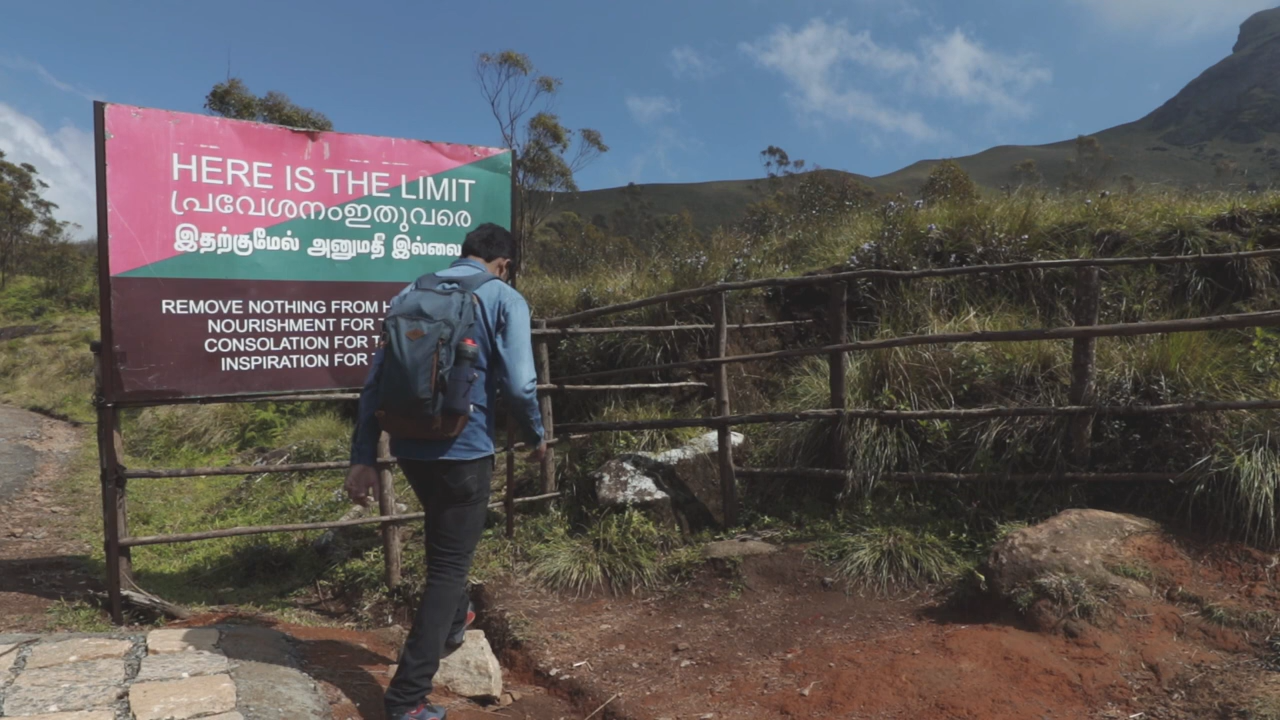 HERE IS THE LIMIT
പ്രവേശനംഇതുവരെ
இதற்குமேல் அனுமதி இல்லை
REMOVE NOTHING FROM
NOURISHMENT FOR
CONSOLATION FOR
INSPIRATION FOR